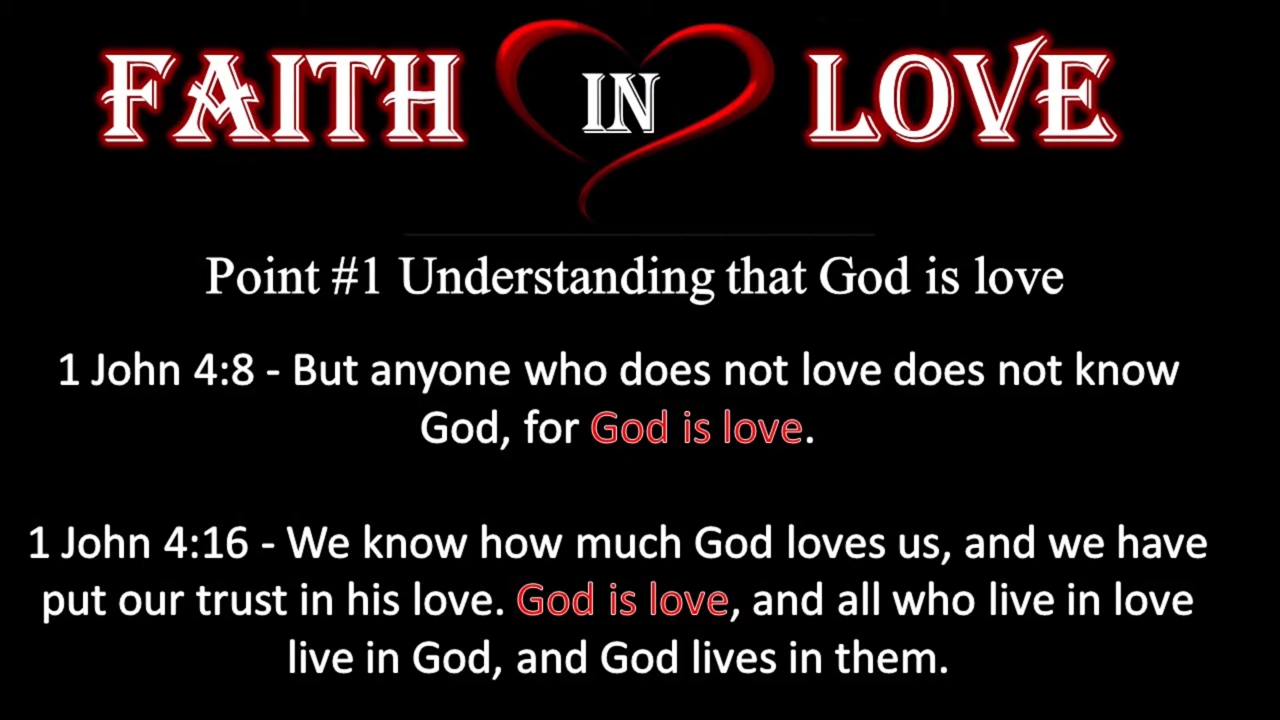 FAITH IN LOVE
Point #1 Understanding that God is love
1 John 4:8 - But anyone who does not love does not know
God, for God is love.
1 John 4:16 - We know how much God loves us, and we have
put our trust in his love. God is love, and all who live in love
live in God, and God lives in them.